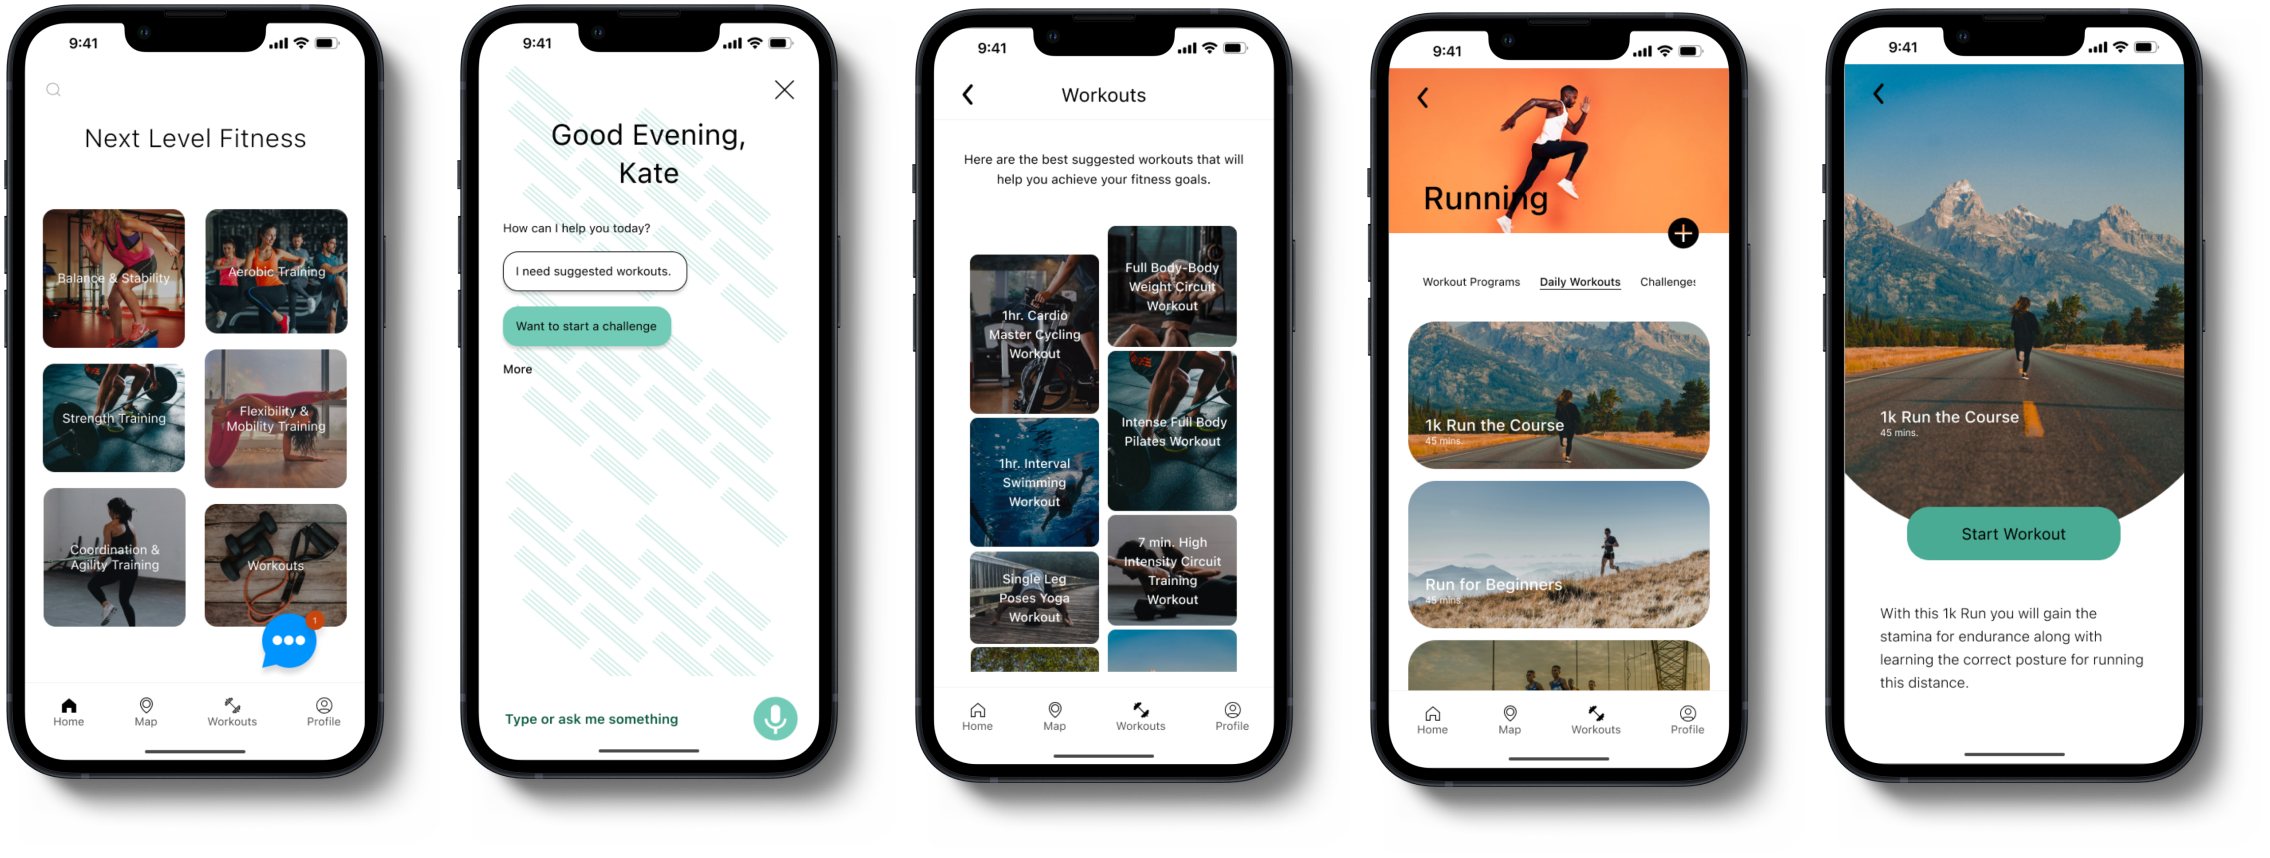 9:41
Next Level Fitness
Balance & Stability
Aerobic Training
Strength Training
Flexibility &
Mobility Training
Coordination &
Agility Training
Workouts
1
Home
Map
Workouts
Profile
9:41
Good Evening,
Kate
How can I help you today?
I need suggested workouts.
Want to start a challenge
More
Type or ask me something
9:41
Workouts
Here are the best suggested workouts that will
help you achieve your fitness goals.
1hr. Cardio
Master Cycling
Workout
Full Body-Body
Weight Circuit
Workout
Intense Full Body
Pilates Workout
1hr. Interval
Swimming
Workout
7 min. High
Intensity Circuit
Training
Workout
Single Leg
Poses Yoga
Workout
Home
Map
Workouts
Profile
9:41
Running
Workout Programs
Daily Workouts
Challenges
1k Run the Course
45 mins.
Run for Beginners
45 mins.
Home
Map
Workouts
Profile
9:41
1k Run the Course
45 mins.
Start Workout
With this 1k Run you will gain the
stamina for endurance along with
learning the correct posture for running
this distance.